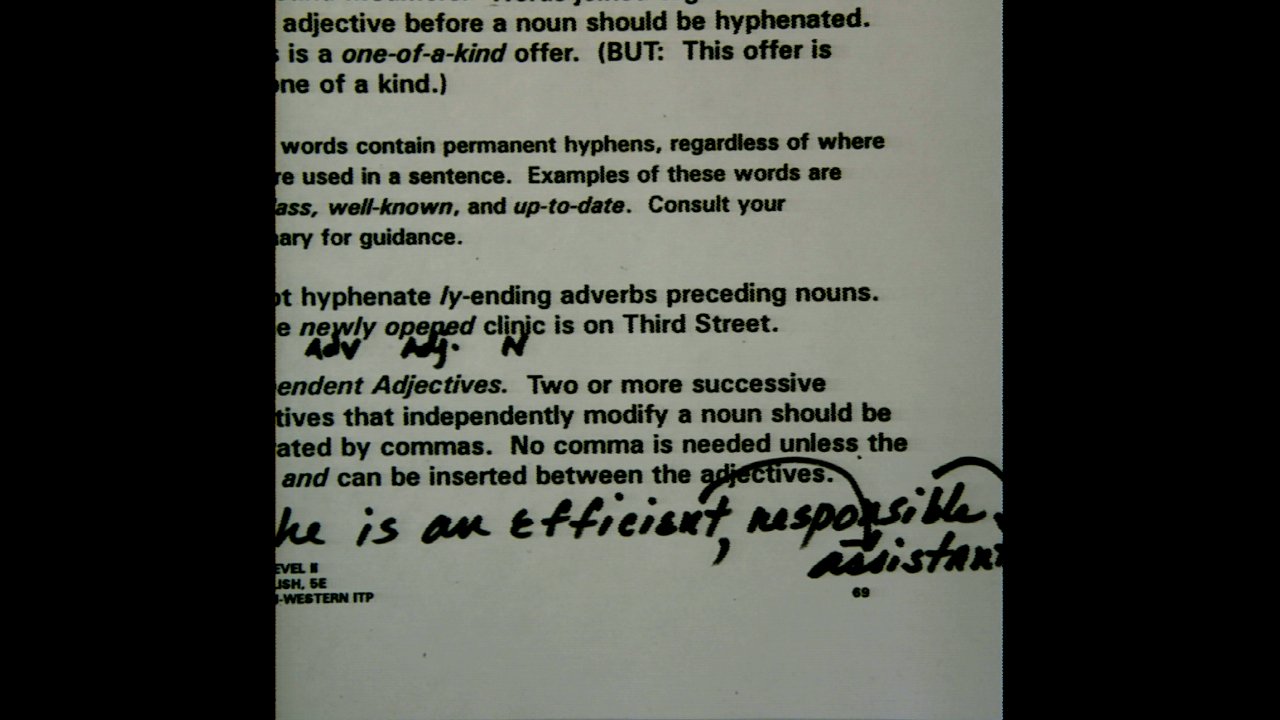 adjective before a noun should be hyphenated.
is a one-of-a-kind offer. (BUT: This offer is
ne of a kind.)
words contain permanent hyphens, regardless of where
re used in a sentence. Examples of these words are
ass, well-known, and up-to-date. Consult your
ary for guidance.
ot hyphenate ly-ending adverbs preceding nouns.
e newly opened clinic is on Third Street.
Adv Adj. N
endent Adjectives. Two or more successive
tives that independently modify a noun should be
ated by commas. No comma is needed unless the
and can be inserted between the adjectives.
he is an efficient, responsible
assistant
EVEL II
ISH, 5E
-WESTERN ITP
69